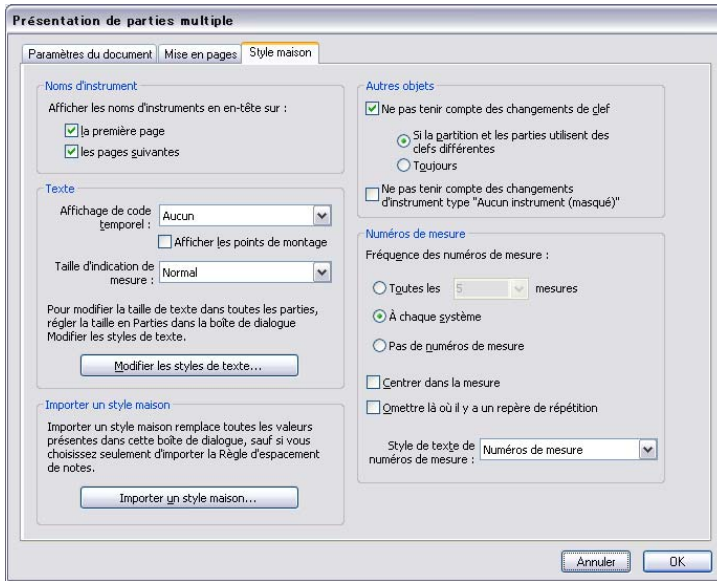 Présentation de parties multiple
Paramètres du document
Mise en pages
Style maison
Noms d'instrument
Afficher les noms d'instruments en en-tête sur :
la première page
les pages suivantes
Texte
Affichage de code
temporel :
Aucun
Afficher les points de montage
Taille d'indication de
mesure :
Normal
Pour modifier la taille de texte dans toutes les parties,
régler la taille en Parties dans la boîte de dialogue
Modifier les styles de texte.
Modifier les styles de texte...
Importer un style maison
Importer un style maison remplace toutes les valeurs
présentes dans cette boîte de dialogue, sauf si vous
choisissez seulement d'importer la Règle d'espacement
de notes.
Importer un style maison...
Autres objets
Ne pas tenir compte des changements de clef
Si la partition et les parties utilisent des
clefs différentes
Toujours
Ne pas tenir compte des changements
d'instrument type "Aucun instrument (masqué)"
Numéros de mesure
Fréquence des numéros de mesure :
Toutes les
5
mesures
À chaque système
Pas de numéros de mesure
Centrer dans la mesure
Omettre là où il y a un repère de répétition
Style de texte de
numéros de mesure :
Numéros de mesure
Annuler
OK